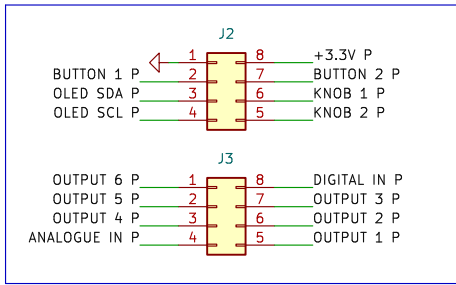 J2
1 8 +3.3V P
BUTTON 1 P 2 7 BUTTON 2 P
OLED SDA P 3 6 KNOB 1 P
OLED SCL P 4 5 KNOB 2 P
J3
OUTPUT 6 P 1 8 DIGITAL IN P
OUTPUT 5 P 2 7 OUTPUT 3 P
OUTPUT 4 P 3 6 OUTPUT 2 P
ANALOGUE IN P 4 5 OUTPUT 1 P